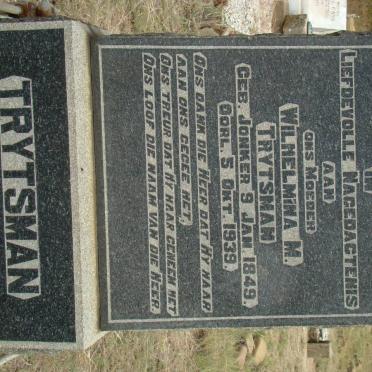 IN
LIEFDEVOLLE NAGEDAGTENIS
AAN
ONS MOEDER
WILHELMINA M.
TRYTSMAN
GEB. JONKER 9 JAN 1849.
OORL. 5 OKT. 1939.
ONS DANK DIE HEER DAT HY HAAR
AAN ONS GEGEE HET,
ONS TREUR DAT HY HAAR GENEEM HET
ONS LOOF DIE NAAM VAN DIE HEER.
TRYTSMAN